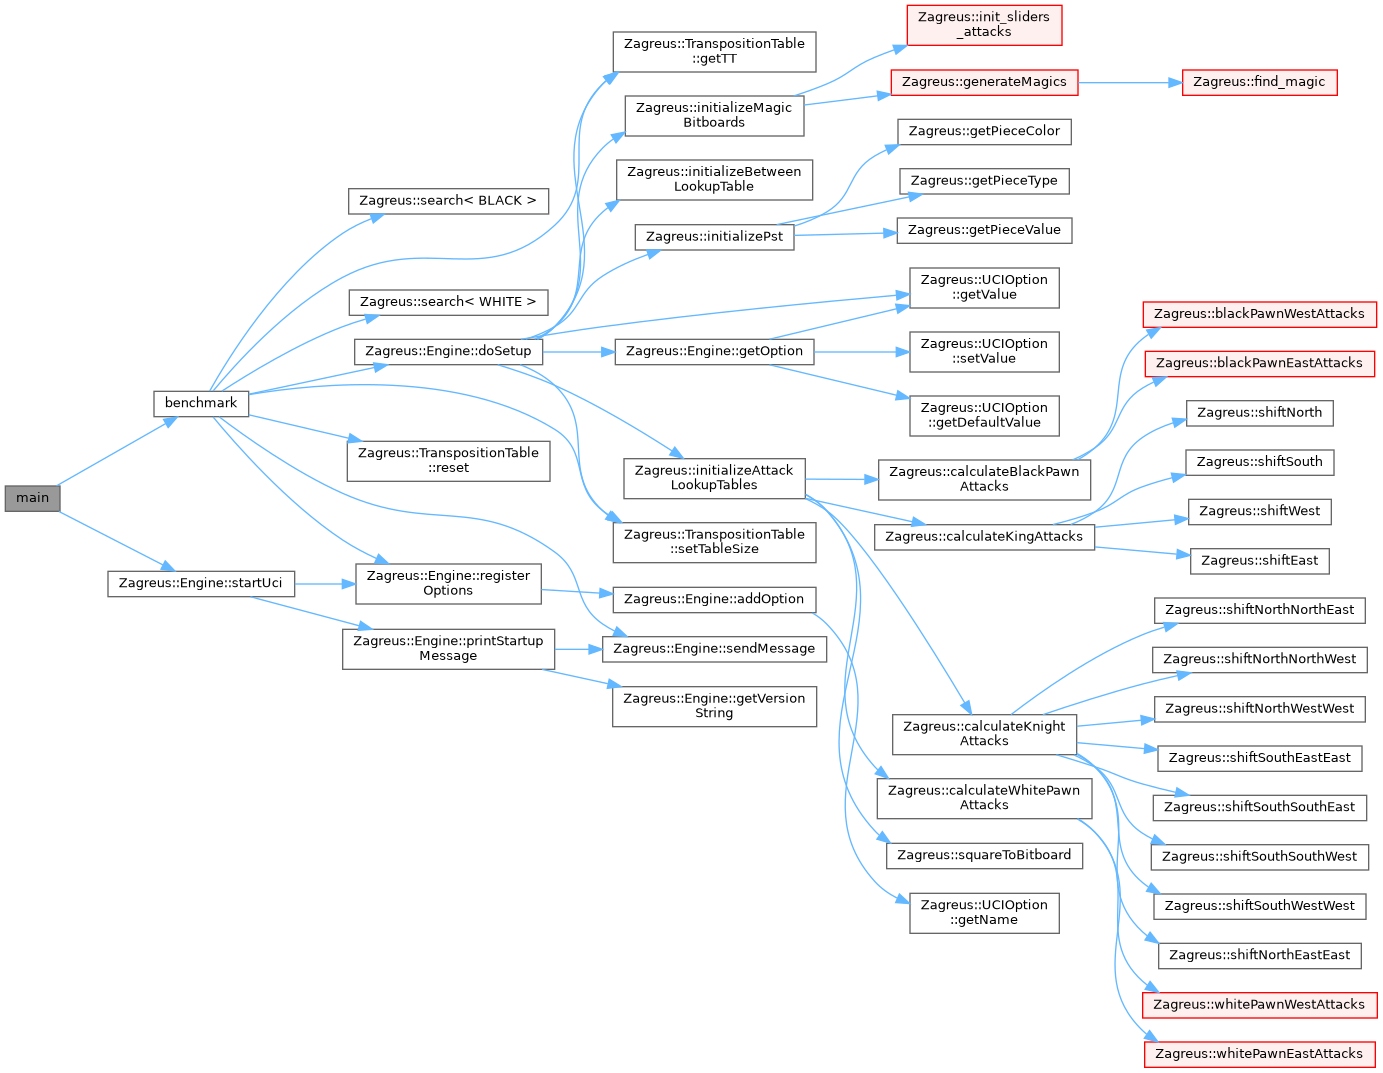 main
benchmark
Zagreus::Engine::startUci
Zagreus::search< BLACK >
Zagreus::search< WHITE >
Zagreus::Engine::doSetup
Zagreus::TranspositionTable
::reset
Zagreus::Engine::register
Options
Zagreus::Engine::printStartup
Message
Zagreus::TranspositionTable
::getTT
Zagreus::initializeMagic
Bitboards
Zagreus::initializeBetween
LookupTable
Zagreus::initializePst
Zagreus::Engine::getOption
Zagreus::initializeAttack
LookupTables
Zagreus::TranspositionTable
::setTableSize
Zagreus::Engine::addOption
Zagreus::Engine::sendMessage
Zagreus::Engine::getVersion
String
Zagreus::init_sliders
_attacks
Zagreus::generateMagics
Zagreus::getPieceColor
Zagreus::getPieceType
Zagreus::getPieceValue
Zagreus::UCIOption
::getValue
Zagreus::UCIOption
::setValue
Zagreus::UCIOption
::getDefaultValue
Zagreus::calculateBlackPawn
Attacks
Zagreus::calculateKingAttacks
Zagreus::calculateKnight
Attacks
Zagreus::calculateWhitePawn
Attacks
Zagreus::squareToBitboard
Zagreus::UCIOption
::getName
Zagreus::find_magic
Zagreus::blackPawnWestAttacks
Zagreus::blackPawnEastAttacks
Zagreus::shiftNorth
Zagreus::shiftSouth
Zagreus::shiftWest
Zagreus::shiftEast
Zagreus::shiftNorthNorthEast
Zagreus::shiftNorthNorthWest
Zagreus::shiftNorthWestWest
Zagreus::shiftSouthEastEast
Zagreus::shiftSouthSouthEast
Zagreus::shiftSouthSouthWest
Zagreus::shiftSouthWestWest
Zagreus::shiftNorthEastEast
Zagreus::whitePawnWestAttacks
Zagreus::whitePawnEastAttacks